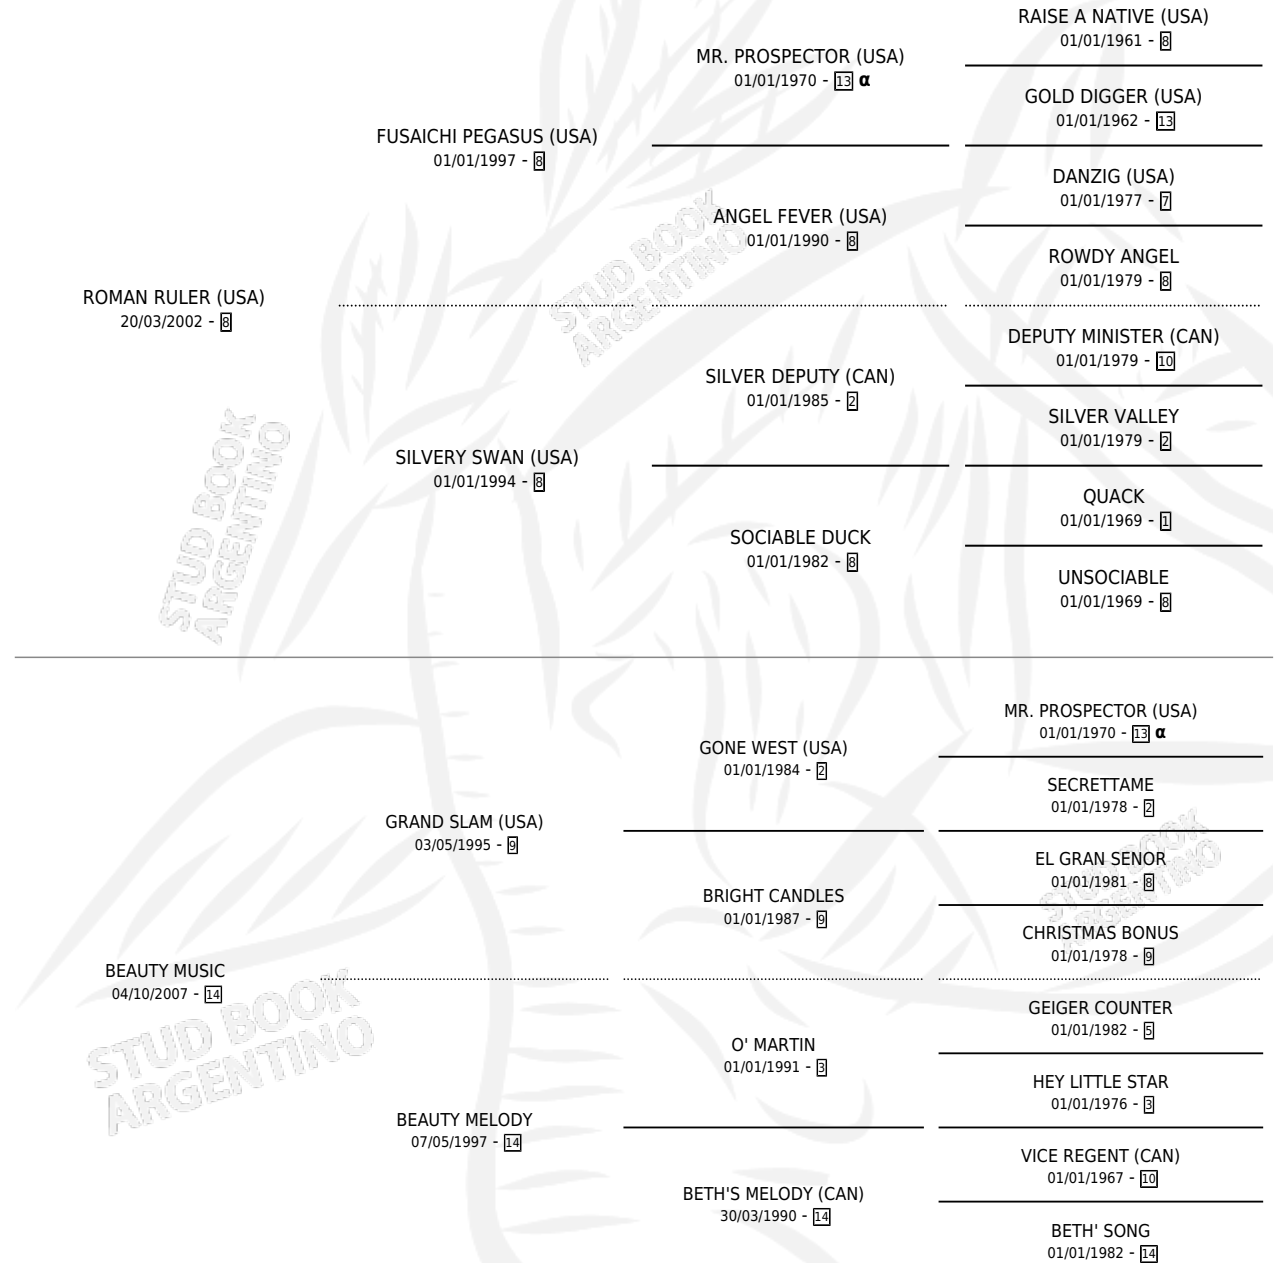 RAISE A NATIVE (USA)
01/01/1961 - 8
MR. PROSPECTOR (USA)
01/01/1970 - 13 α
GOLD DIGGER (USA)
01/01/1962 - 13
FUSAICHI PEGASUS (USA)
01/01/1997 - 8
DANZIG (USA)
01/01/1977 - 7
ANGEL FEVER (USA)
01/01/1990 - 8
ROWDY ANGEL
01/01/1979 - 8
ROMAN RULER (USA)
20/03/2002 - 8
DEPUTY MINISTER (CAN)
01/01/1979 - 10
SILVER DEPUTY (CAN)
01/01/1985 - 2
SILVER VALLEY
01/01/1979 - 2
SILVERY SWAN (USA)
01/01/1994 - 8
QUACK
01/01/1969 - 1
SOCIABLE DUCK
01/01/1982 - 8
UNSOCIABLE
01/01/1969 - 8
STUD BOOK
ARGENTINO
STUD BOOK
ARGENTINO
MR. PROSPECTOR (USA)
01/01/1970 - 13 α
GONE WEST (USA)
01/01/1984 - 2
SECRETTAME
01/01/1978 - 2
GRAND SLAM (USA)
03/05/1995 - 9
EL GRAN SENOR
01/01/1981 - 8
BRIGHT CANDLES
01/01/1987 - 9
CHRISTMAS BONUS
01/01/1978 - 9
BEAUTY MUSIC
04/10/2007 - 14
GEIGER COUNTER
01/01/1982 - 5
O' MARTIN
01/01/1991 - 3
HEY LITTLE STAR
01/01/1976 - 3
BEAUTY MELODY
07/05/1997 - 14
VICE REGENT (CAN)
01/01/1967 - 10
BETH'S MELODY (CAN)
30/03/1990 - 14
BETH' SONG
01/01/1982 - 14
STUD BOOK
ARGENTINO
STUD BOOK
ARGENTINO